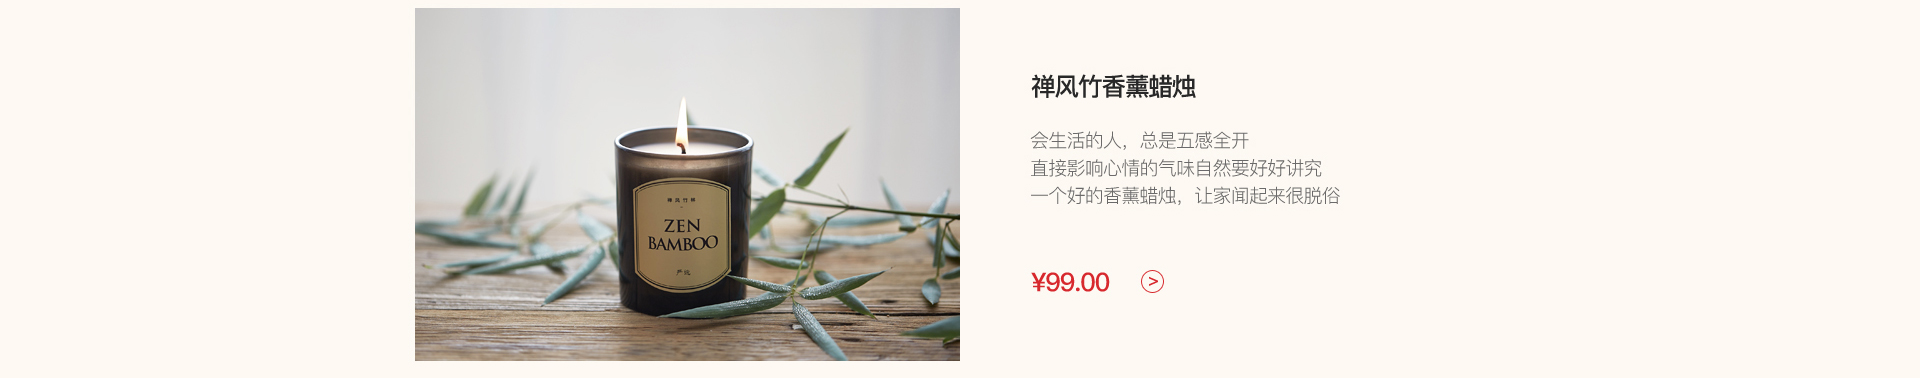 禅风竹香薰蜡烛
会生活的人，总是五感全开
直接影响心情的气味自然要好好讲究
一个好的香薰蜡烛，让家闻起来很脱俗
¥99.00 >
ZEN
BAMBOO